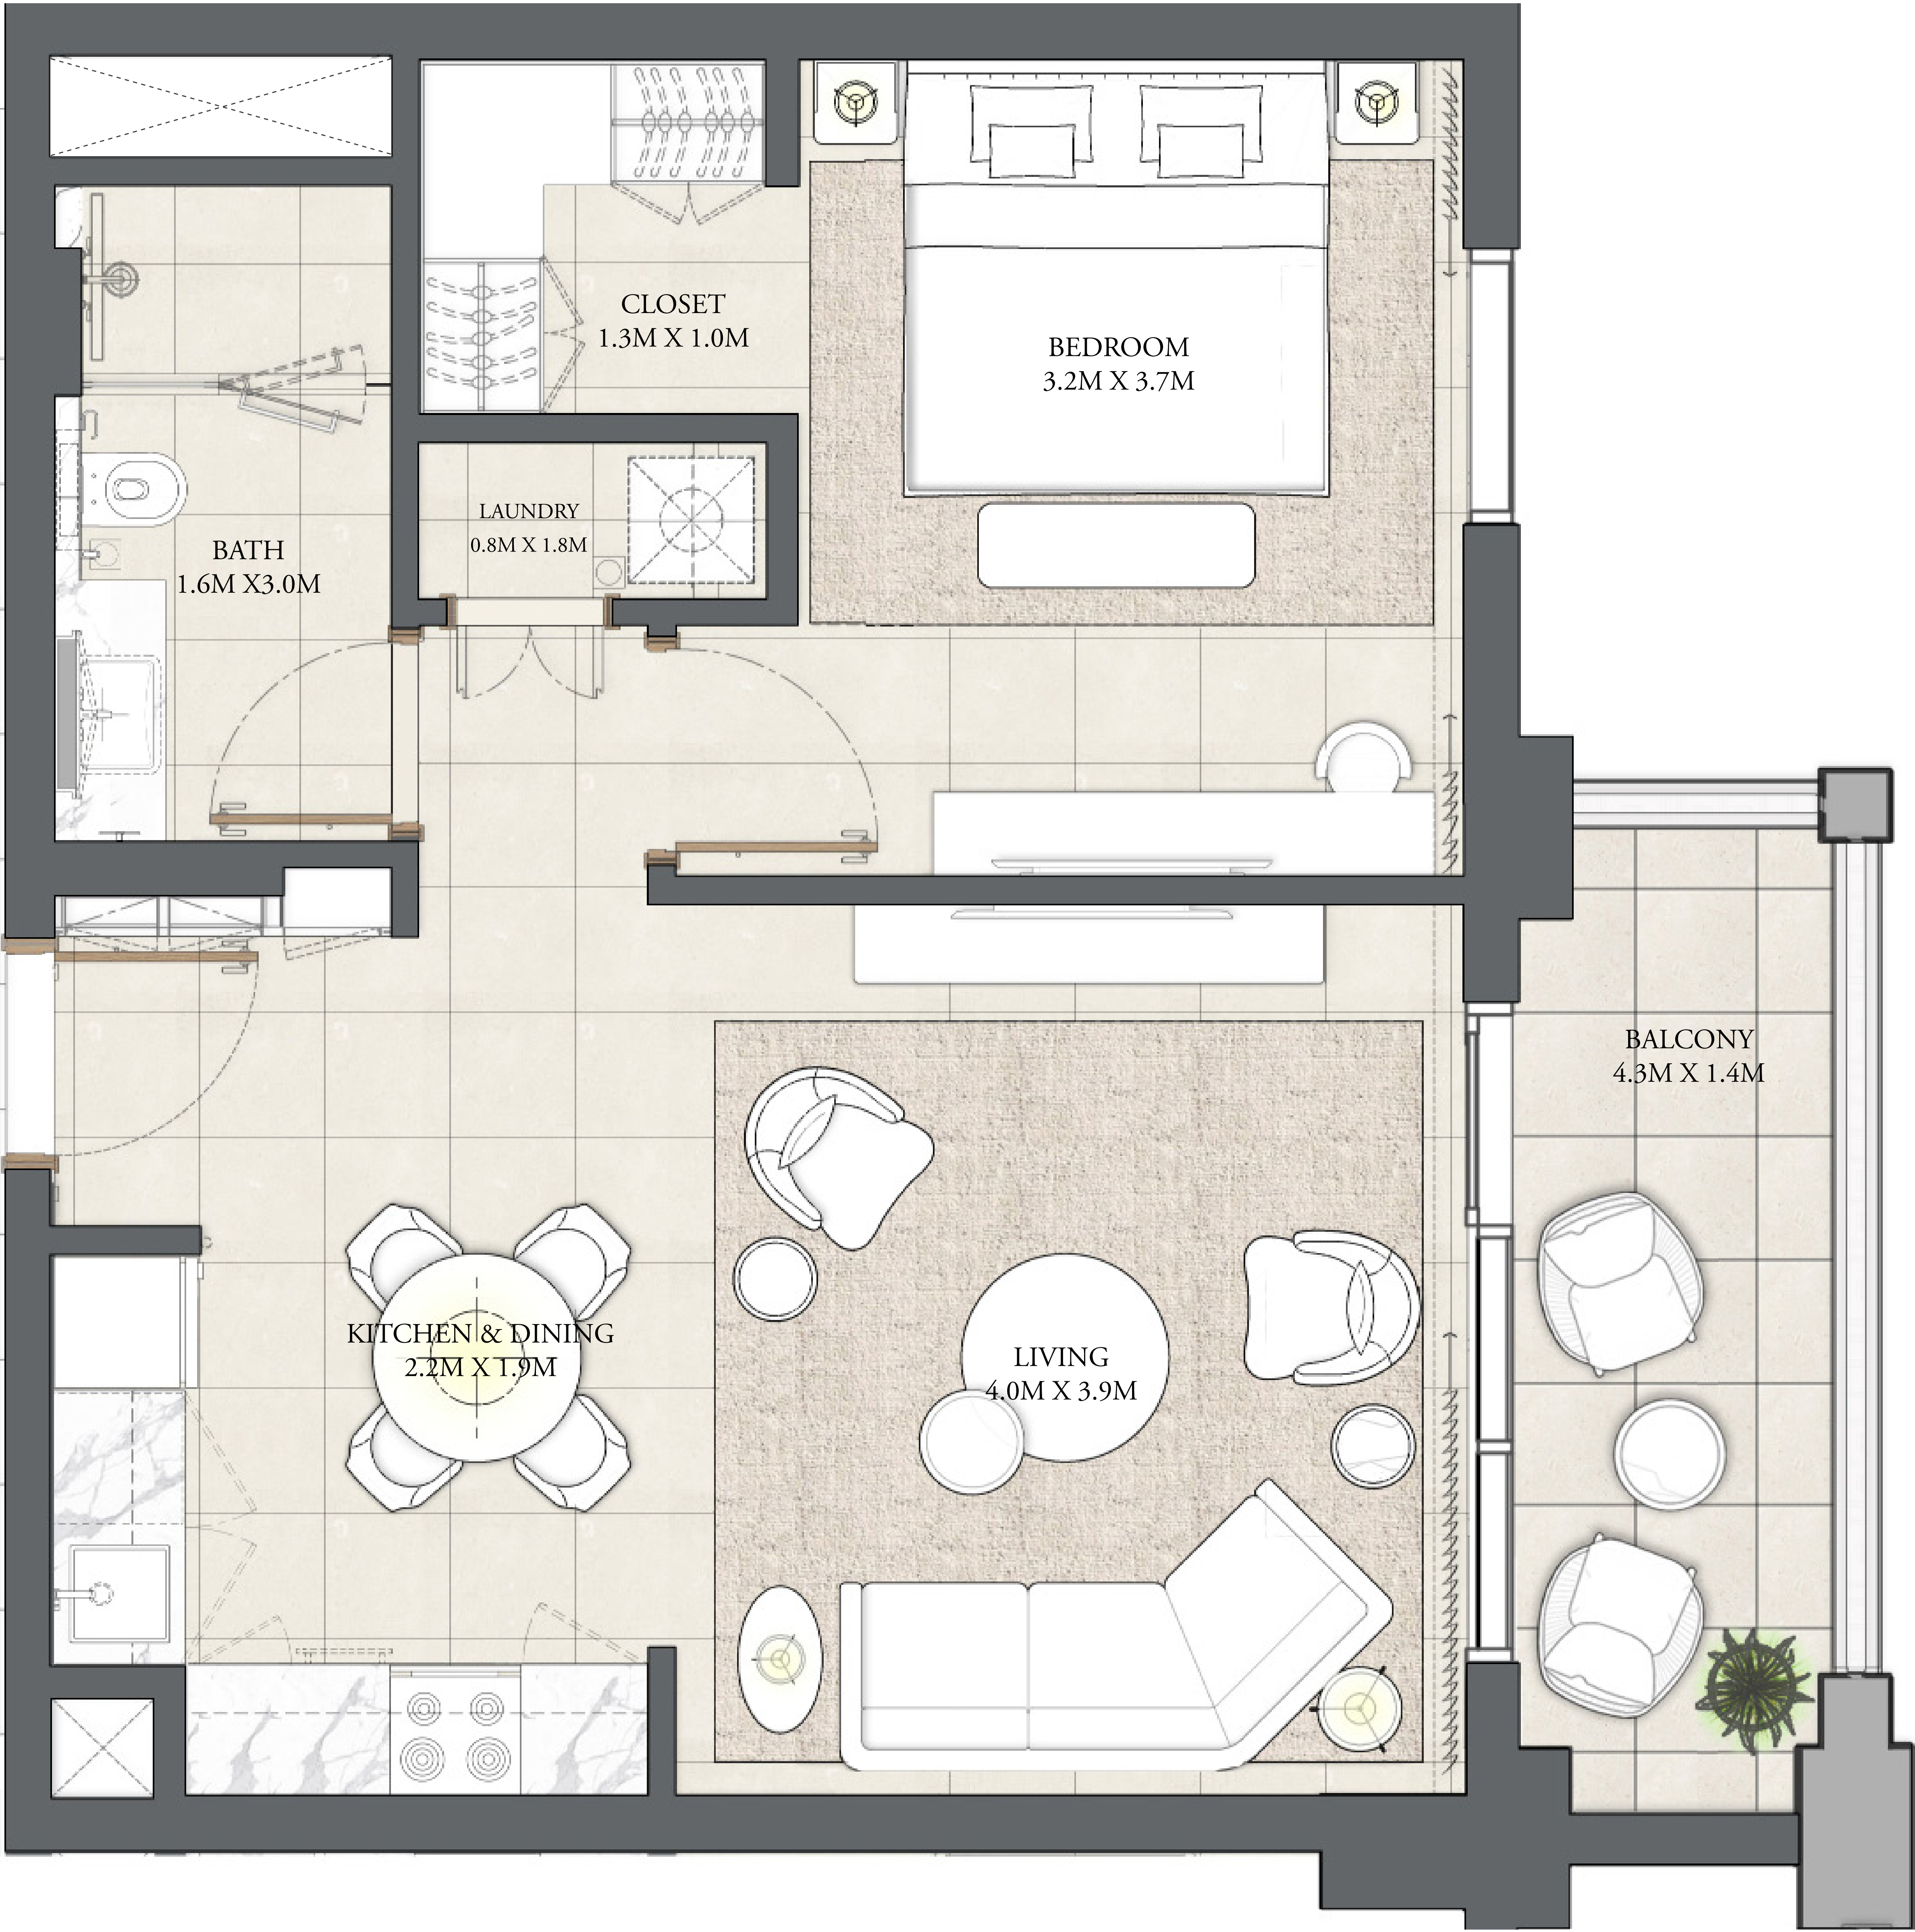 CLOSET
1.3M X 1.0M
BEDROOM
3.2M X 3.7M
LAUNDRY
0.8M X 1.8M
BATH
1.6M X3.0M
BALCONY
4.3M X 1.4M
KITCHEN & DINING
2.2M X 1.9M
LIVING
4.0M X 3.9M